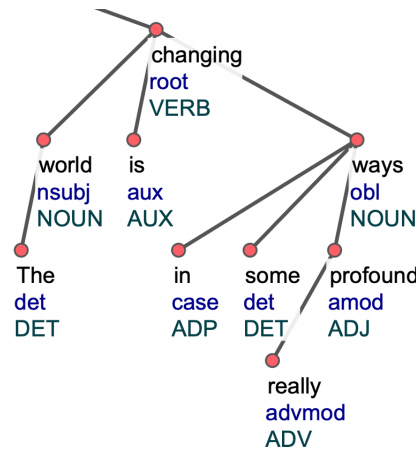 changing
root
VERB
world
nsubj
NOUN
is
aux
AUX
ways
obl
NOUN
The
det
DET
in
case
ADP
some
det
DET
profound
amod
ADJ
really
advmod
ADV